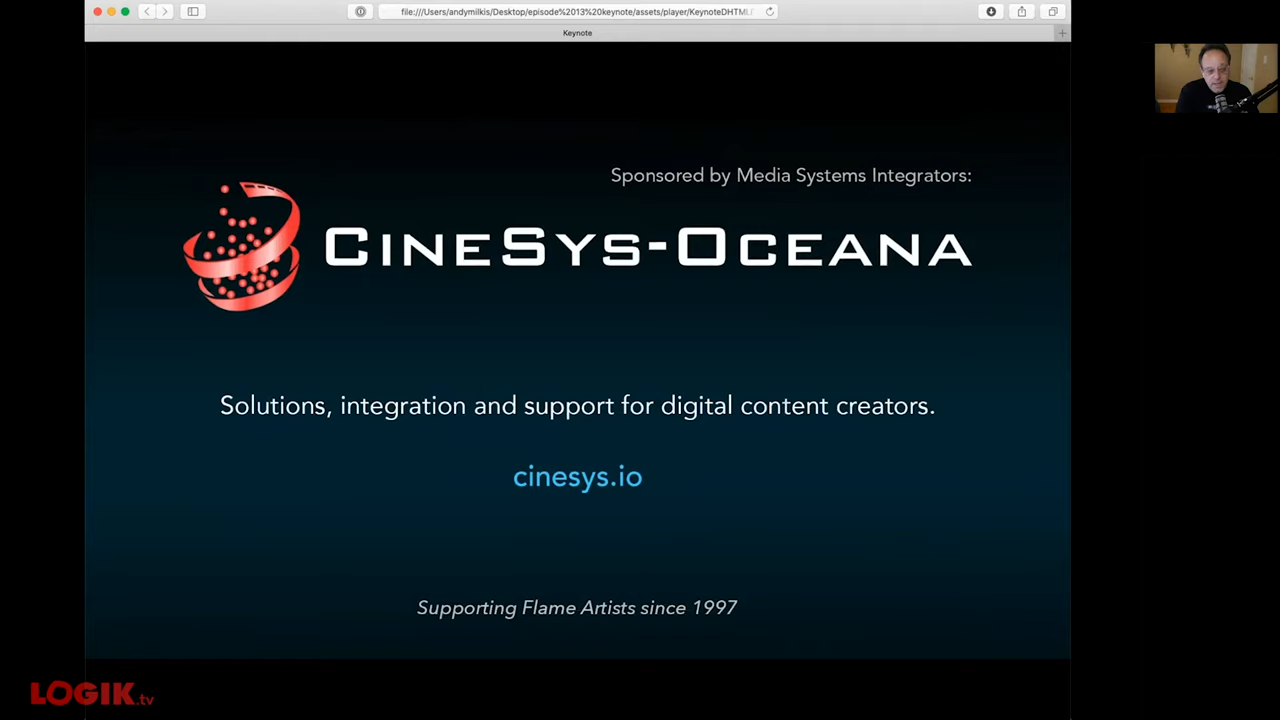 file:///Users/andymilkis/Desktop/episode%2013%20keynote/assets/player/KeynoteDHTMLP
Keynote
Sponsored by Media Systems Integrators:
CINESYS-OCEANA
Solutions, integration and support for digital content creators.
cinesys.io
Supporting Flame Artists since 1997
LOGIK.tv